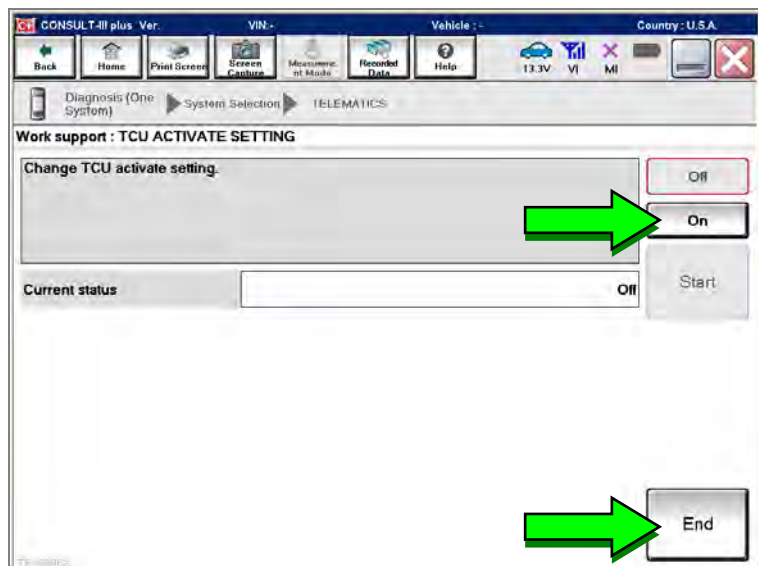 CONSULT-III plus Ver. VIN:- Vehicle : - Country : U.S.A.
Back Home Print Screen Screen Capture Measurement Mode Recorded Data Help 13.3V VI MI
Diagnosis (One System) System Selection TELEMATICS
Work support : TCU ACTIVATE SETTING
Change TCU activate setting.
Off
On
Current status Off
Start
End